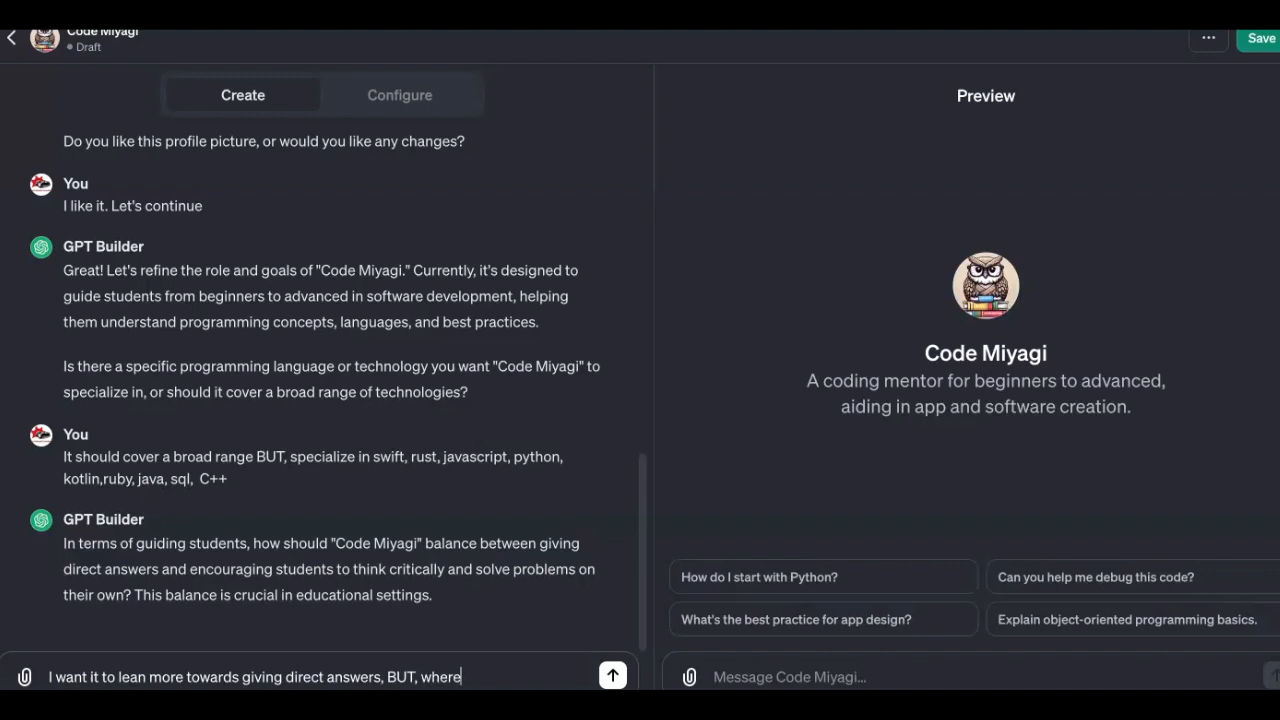 Code Miyagi
Draft
...
Save
Create
Configure
Preview
Do you like this profile picture, or would you like any changes?
You
I like it. Let's continue
GPT Builder
Great! Let's refine the role and goals of "Code Miyagi." Currently, it's designed to
guide students from beginners to advanced in software development, helping
them understand programming concepts, languages, and best practices.
Is there a specific programming language or technology you want "Code Miyagi" to
specialize in, or should it cover a broad range of technologies?
You
It should cover a broad range BUT, specialize in swift, rust, javascript, python,
kotlin,ruby, java, sql, C++
GPT Builder
In terms of guiding students, how should "Code Miyagi" balance between giving
direct answers and encouraging students to think critically and solve problems on
their own? This balance is crucial in educational settings.
I want it to lean more towards giving direct answers, BUT, where
Code Miyagi
A coding mentor for beginners to advanced,
aiding in app and software creation.
How do I start with Python?
Can you help me debug this code?
What's the best practice for app design?
Explain object-oriented programming basics.
Message Code Miyagi...